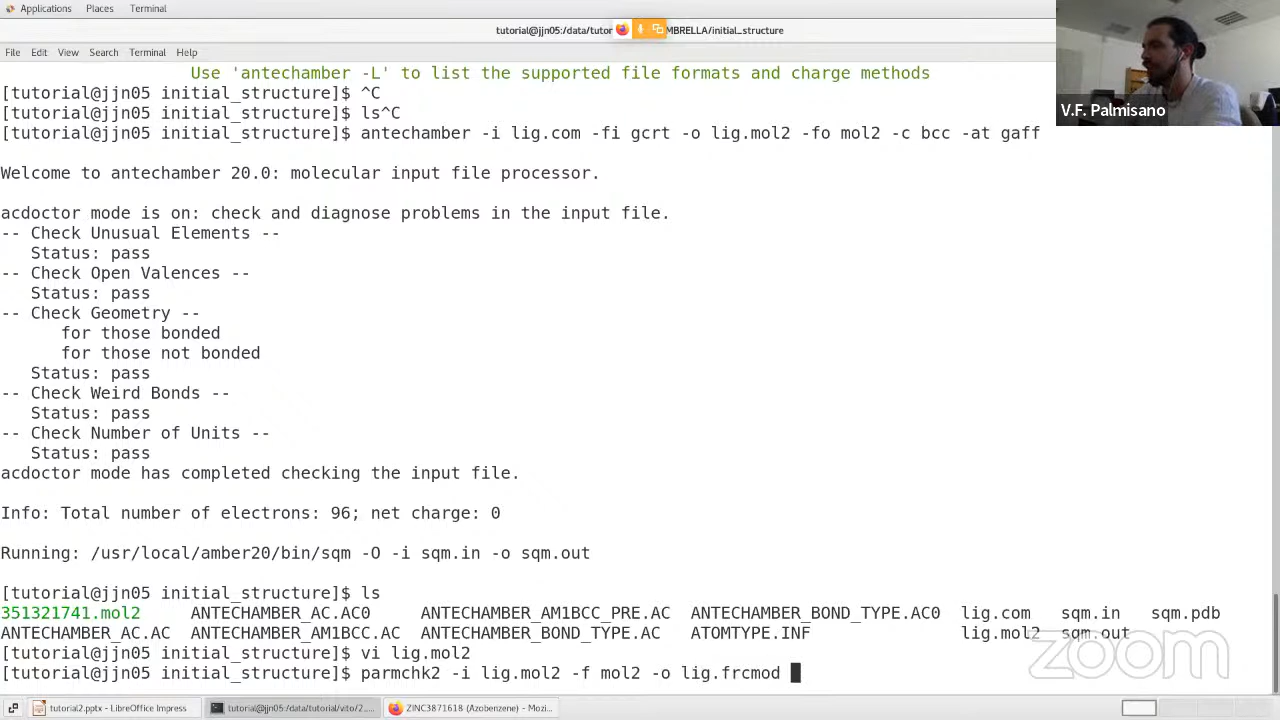 Applications Places Terminal
tutorial@jjn05:/data/tutor MBRELLA/initial_structure
File Edit View Search Terminal Help
V.F. Palmisano
Use 'antechamber -L' to list the supported file formats and charge methods
[tutorial@jjn05 initial_structure]$ ^C
[tutorial@jjn05 initial_structure]$ ls^C
[tutorial@jjn05 initial_structure]$ antechamber -i lig.com -fi gcrt -o lig.mol2 -fo mol2 -c bcc -at gaff
Welcome to antechamber 20.0: molecular input file processor.
acdoctor mode is on: check and diagnose problems in the input file.
-- Check Unusual Elements --
Status: pass
-- Check Open Valences --
Status: pass
-- Check Geometry --
for those bonded
for those not bonded
Status: pass
-- Check Weird Bonds --
Status: pass
-- Check Number of Units --
Status: pass
acdoctor mode has completed checking the input file.
Info: Total number of electrons: 96; net charge: 0
Running: /usr/local/amber20/bin/sqm -O -i sqm.in -o sqm.out
[tutorial@jjn05 initial_structure]$ ls
351321741.mol2 ANTECHAMBER_AC.AC0 ANTECHAMBER_AM1BCC_PRE.AC ANTECHAMBER_BOND_TYPE.AC0 lig.com sqm.in sqm.pdb
ANTECHAMBER_AC.AC ANTECHAMBER_AM1BCC.AC ANTECHAMBER_BOND_TYPE.AC ATOMTYPE.INF lig.mol2 sqm.out
[tutorial@jjn05 initial_structure]$ vi lig.mol2
[tutorial@jjn05 initial_structure]$ parmchk2 -i lig.mol2 -f mol2 -o lig.frcmod
zoom
tutorial2.pptx - LibreOffice Impress
tutorial@jjn05:/data/tutorial/vito/2....
ZINC3871618 (Azobenzene) - Mozi...